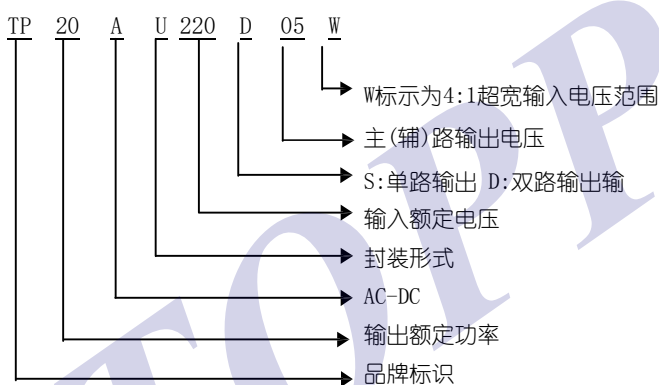 TP 20 A U 220 D 05 W
W标示为4:1超宽输入电压范围
主(辅)路输出电压
S:单路输出 D:双路输出输
输入额定电压
封装形式
AC-DC
输出额定功率
品牌标识
TOPP